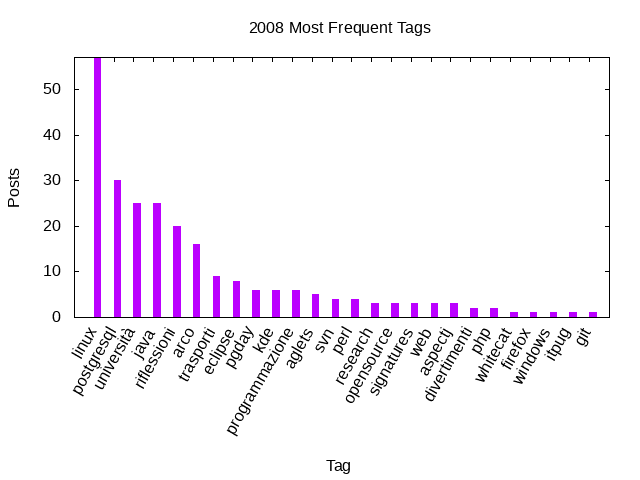 2008 Most Frequent Tags
Posts
50
40
30
20
10
0
linux
postgresql
università
java
riflessioni
arco
trasporti
eclipse
pgday
kde
programmazione
aglets
svn
perl
research
opensource
signatures
web
aspectj
divertimenti
php
whitecat
firefox
windows
itpug
git
Tag